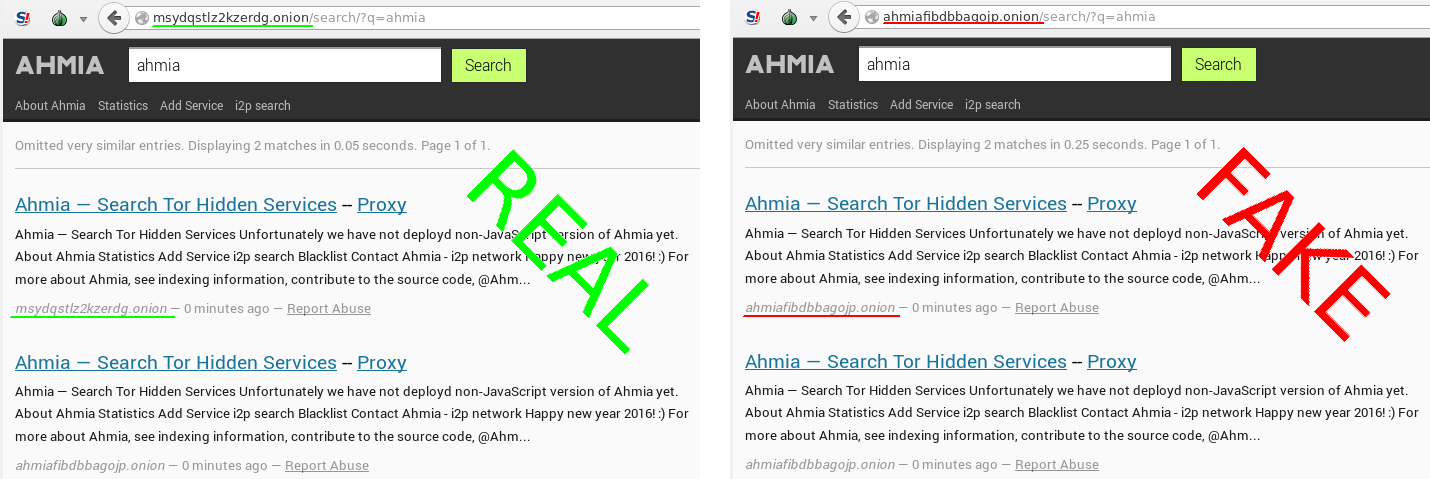 msydqstlz2kzerdg.onion/search/?q=ahmia
AHMIA
ahmia
Search
About Ahmia Statistics Add Service i2p search
Omitted very similar entries. Displaying 2 matches in 0.05 seconds. Page 1 of 1.
REAL
Ahmia — Search Tor Hidden Services -- Proxy
Ahmia — Search Tor Hidden Services Unfortunately we have not deployd non-JavaScript version of Ahmia yet.
About Ahmia Statistics Add Service i2p search Blacklist Contact Ahmia - i2p network Happy new year 2016! :) For
more about Ahmia, see indexing information, contribute to the source code, @Ahm...
msydqstlz2kzerdg.onion — 0 minutes ago — Report Abuse
Ahmia — Search Tor Hidden Services -- Proxy
Ahmia — Search Tor Hidden Services Unfortunately we have not deployd non-JavaScript version of Ahmia yet.
About Ahmia Statistics Add Service i2p search Blacklist Contact Ahmia - i2p network Happy new year 2016! :) For
more about Ahmia, see indexing information, contribute to the source code, @Ahm...
ahmiafibdbbagojp.onion — 0 minutes ago — Report Abuse
ahmiafibdbbagojp.onion/search/?q=ahmia
AHMIA
ahmia
Search
About Ahmia Statistics Add Service i2p search
Omitted very similar entries. Displaying 2 matches in 0.25 seconds. Page 1 of 1.
FAKE
Ahmia — Search Tor Hidden Services -- Proxy
Ahmia — Search Tor Hidden Services Unfortunately we have not deployd non-JavaScript version of Ahmia yet.
About Ahmia Statistics Add Service i2p search Blacklist Contact Ahmia - i2p network Happy new year 2016! :) For
more about Ahmia, see indexing information, contribute to the source code, @Ahm...
ahmiafibdbbagojp.onion — 0 minutes ago — Report Abuse
Ahmia — Search Tor Hidden Services -- Proxy
Ahmia — Search Tor Hidden Services Unfortunately we have not deployd non-JavaScript version of Ahmia yet.
About Ahmia Statistics Add Service i2p search Blacklist Contact Ahmia - i2p network Happy new year 2016! :) For
more about Ahmia, see indexing information, contribute to the source code, @Ahm...
ahmiafibdbbagojp.onion — 0 minutes ago — Report Abuse